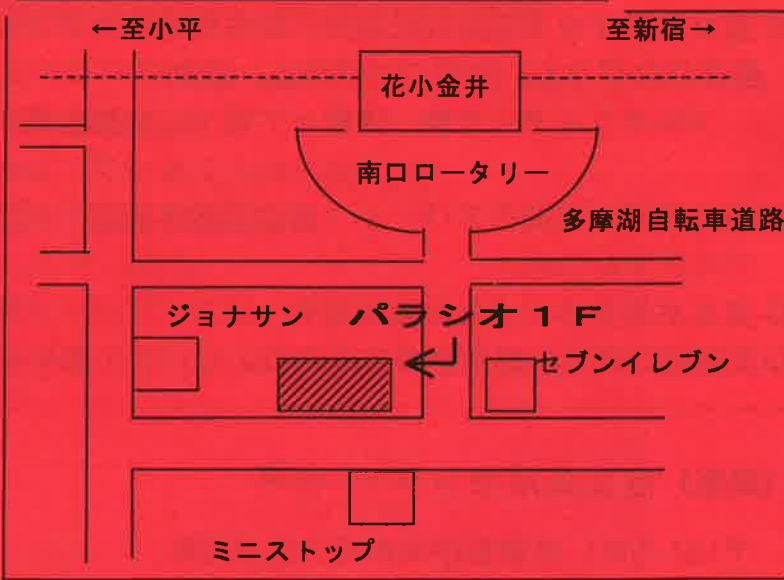 ←至小平
至新宿→
花小金井
南口ロータリー
多摩湖自転車道路
ジョナサン
パラシオ1F
セブンイレブン
ミニストップ